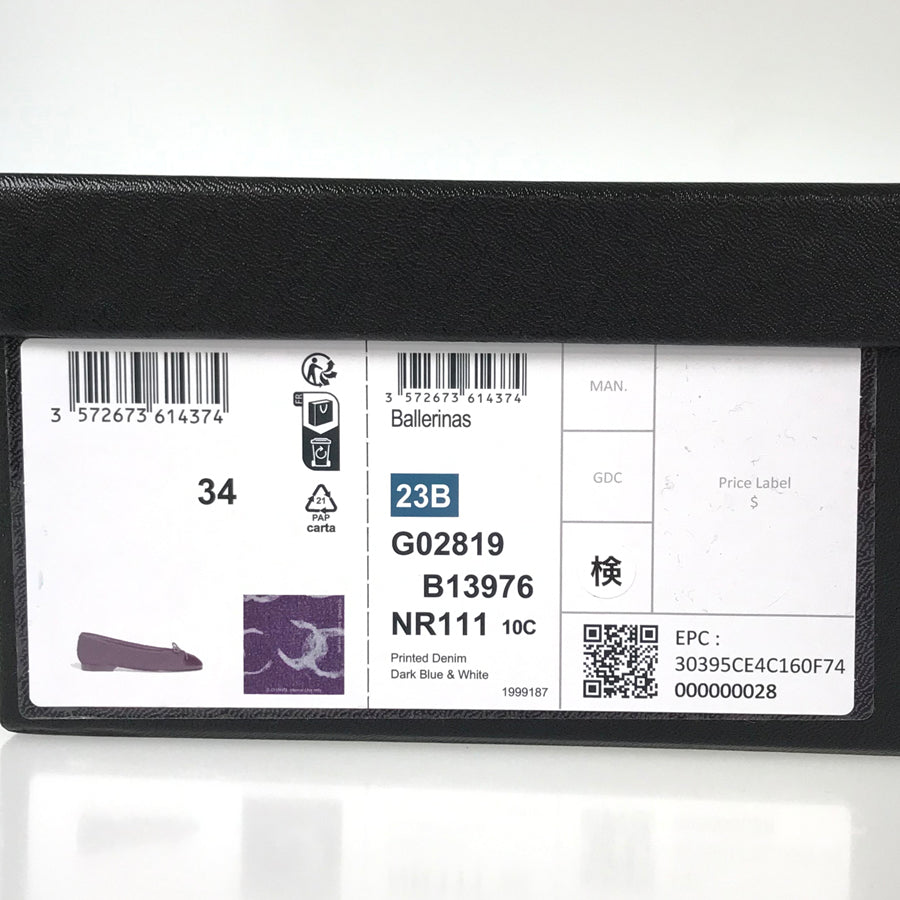 3 572673 614374
34
FR
21
PAP
carta
3 572673 614374
Ballerinas
23B
G02819
B13976
NR111 10C
Printed Denim
Dark Blue & White
1999187
MAN.
GDC
検
Price Label
$
EPC :
30395CE4C160F74
000000028